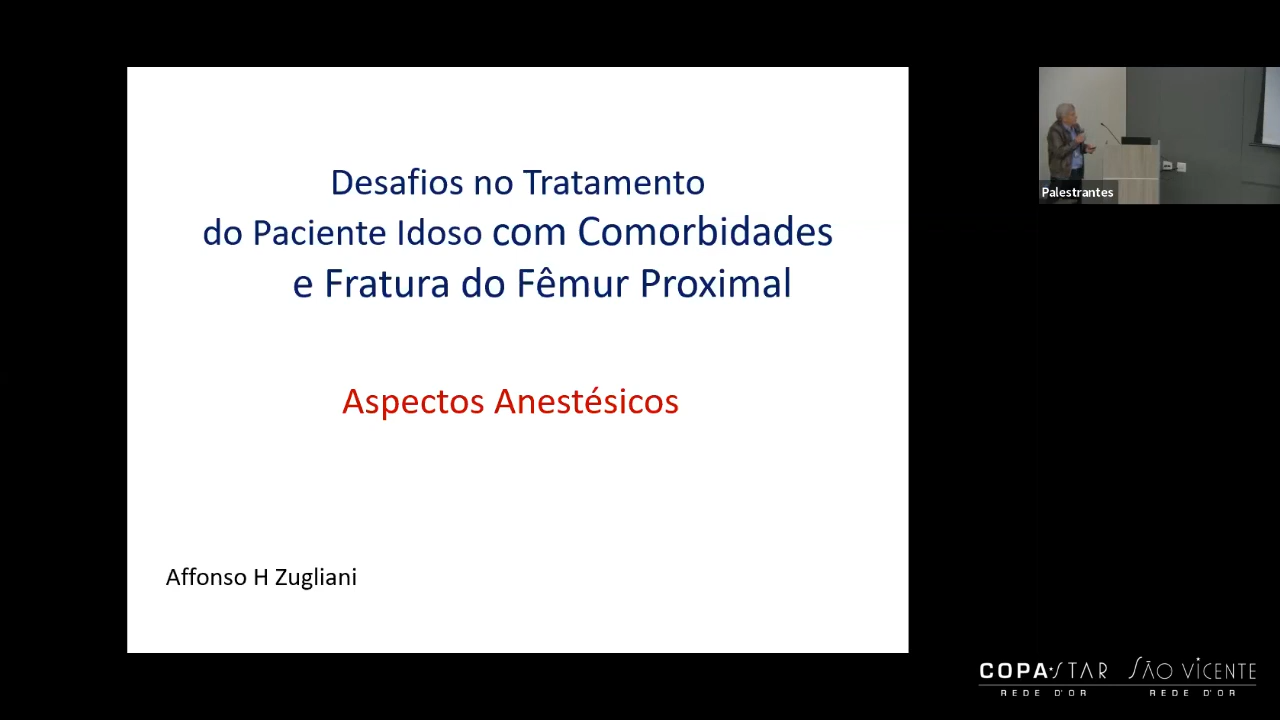 Desafios no Tratamento
do Paciente Idoso com Comorbidades
e Fratura do Fêmur Proximal
Aspectos Anestésicos
Affonso H Zugliani
Palestrantes
COPA STAR SÃO VICENTE
REDE D'OR REDE D'OR